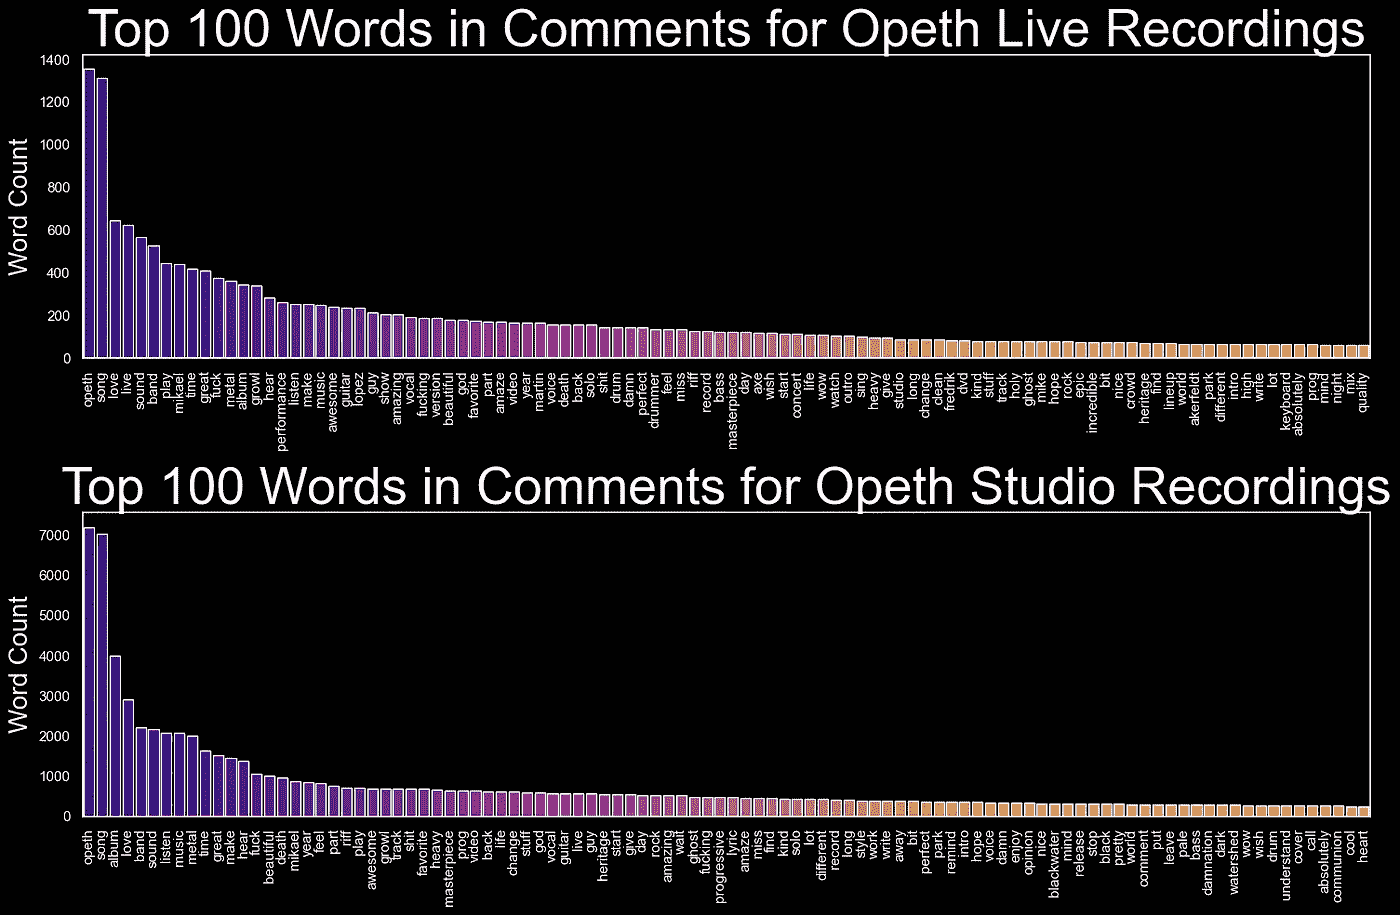 Top 100 Words in Comments for Opeth Live Recordings
Word Count
1400
1200
1000
800
600
400
200
0
opeth song love live sound band play mikael time great fuck metal album growl hear performance listen make music awesome guitar lopez guy show amazing vocal fucking version beautiful god favorite part amaze video year martin voice death back solo shit drum damn perfect drummer feel miss riff record bass masterpiece day axe wish start concert life wow watch outro sing heavy give studio long change clean fredrik dvd kind stuff track holy ghost mike hope rock epic incredible bit nice crowd heritage find lineup world akerfeldt park different intro high write lot keyboard absolutely prog mind night mix quality
Top 100 Words in Comments for Opeth Studio Recordings
Word Count
7000
6000
5000
4000
3000
2000
1000
0
opeth song album love band sound listen music metal time great make hear fuck beautiful death mikael year feel part riff play awesome growl track shit favorite heavy masterpiece prog video back life change stuff god vocal guitar live guy heritage start give day rock amazing wait ghost fucking progressive lyric amaze miss find kind solo lot different record long style work write away bit perfect park remind intro hope voice damn enjoy opinion nice blackwater mind release stop black pretty world comment put leave pale bass damnation dark watershed wow wish drum understand cover call absolutely communion cool heart